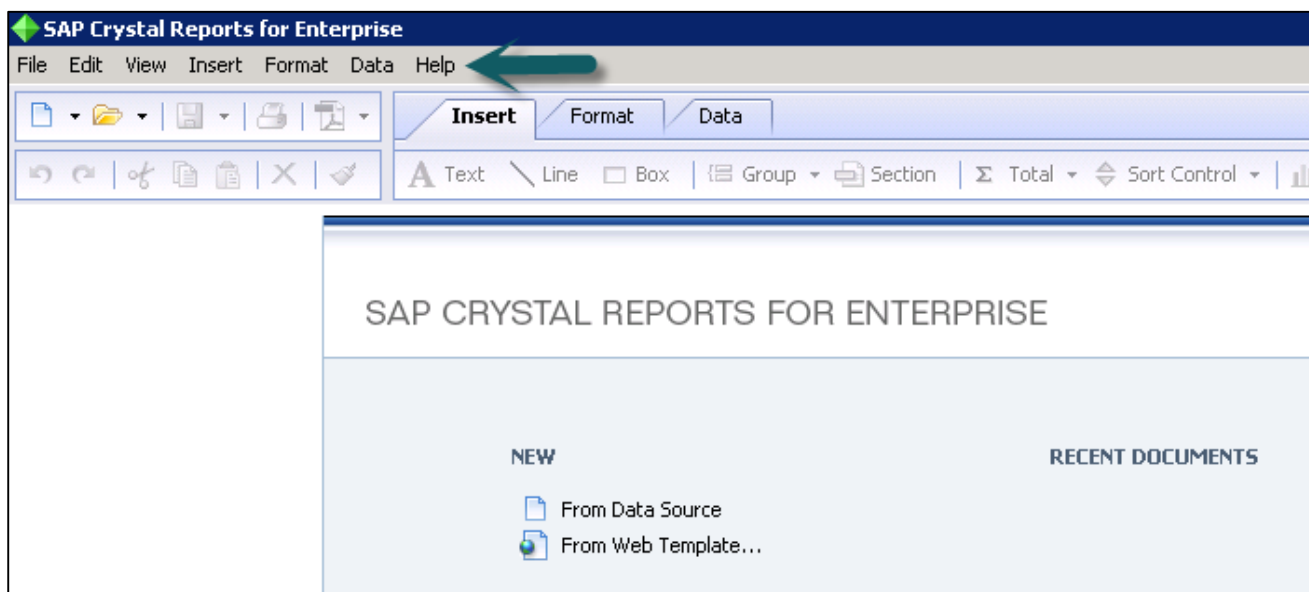 SAP Crystal Reports for Enterprise
File Edit View Insert Format Data Help
Insert Format Data
A Text Line Box Group Section Σ Total Sort Control
SAP CRYSTAL REPORTS FOR ENTERPRISE
NEW RECENT DOCUMENTS
From Data Source
From Web Template...